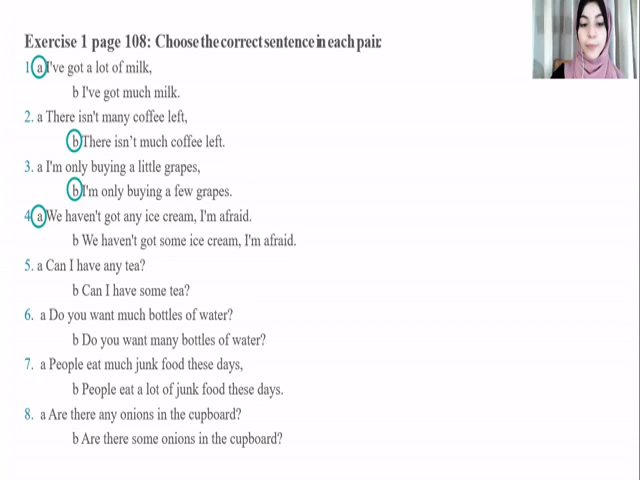 Exercise 1 page 108: Choose the correct sentence in each pair.
1. a I've got a lot of milk,
b I've got much milk.
2. a There isn't many coffee left,
b There isn't much coffee left.
3. a I'm only buying a little grapes,
b I'm only buying a few grapes.
4. a We haven't got any ice cream, I'm afraid.
b We haven't got some ice cream, I'm afraid.
5. a Can I have any tea?
b Can I have some tea?
6. a Do you want much bottles of water?
b Do you want many bottles of water?
7. a People eat much junk food these days,
b People eat a lot of junk food these days.
8. a Are there any onions in the cupboard?
b Are there some onions in the cupboard?